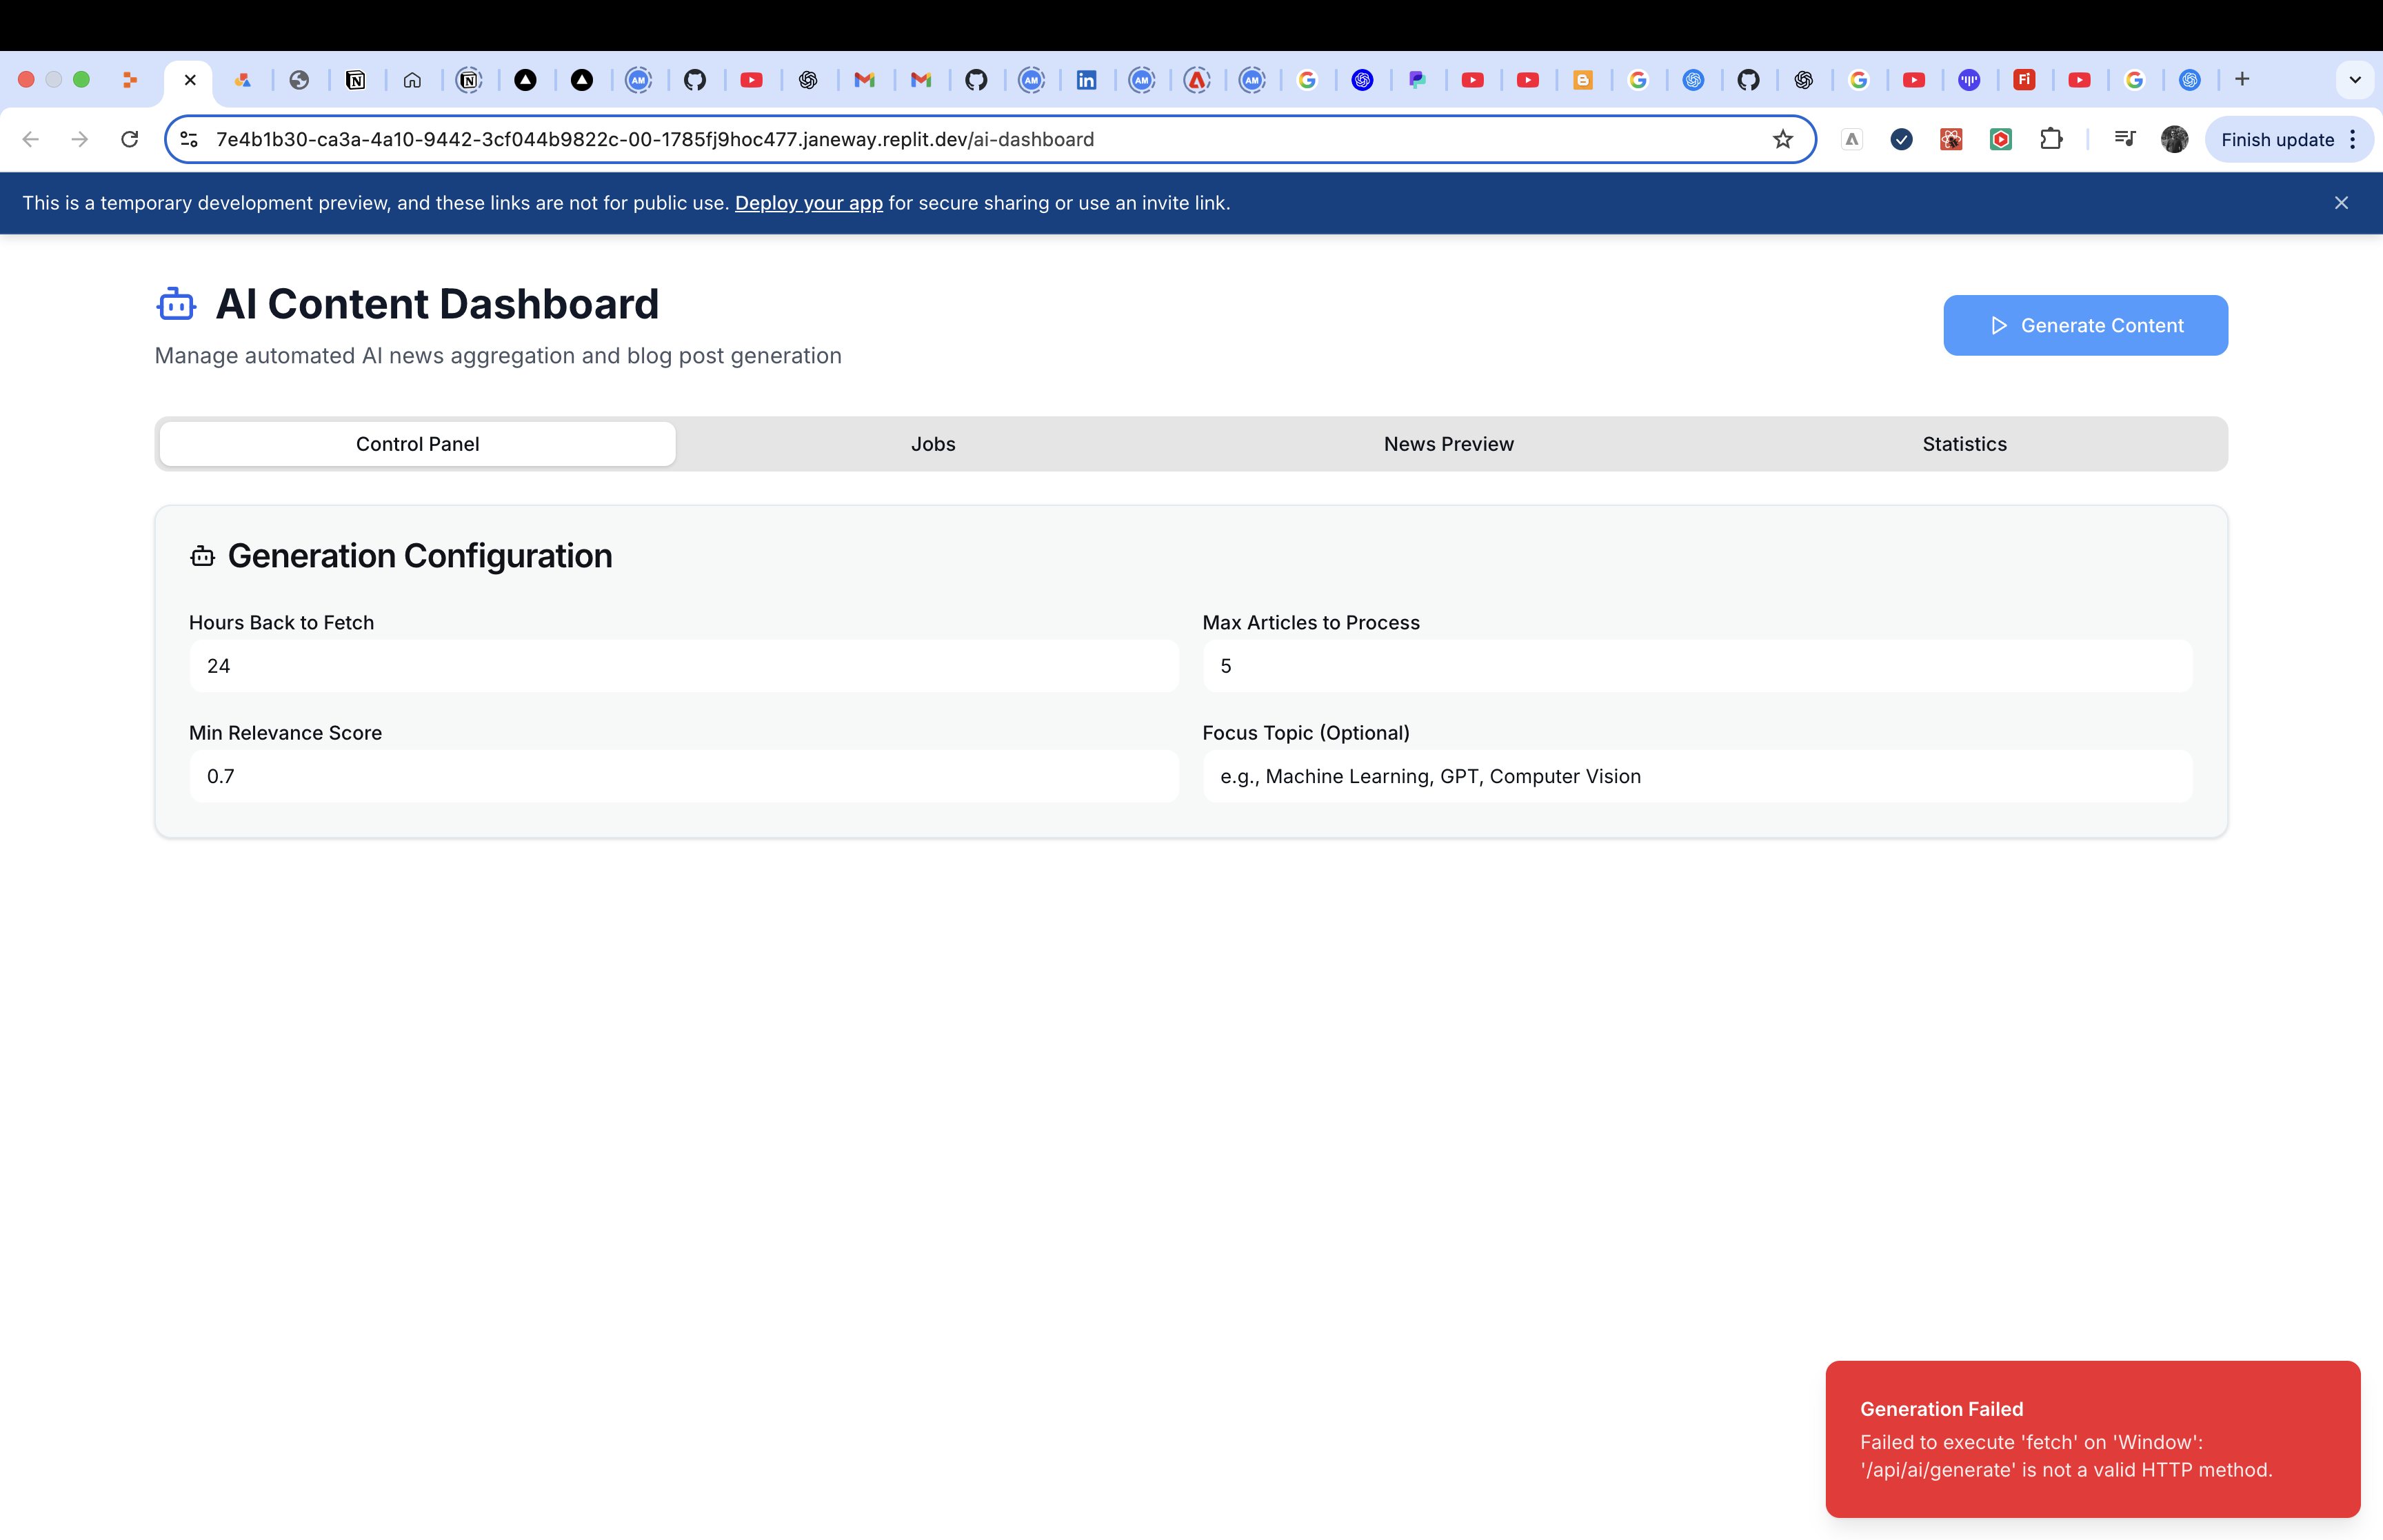 7e4b1b30-ca3a-4a10-9442-3cf044b9822c-00-1785fj9hoc477.janeway.replit.dev/ai-dashboard
Finish update
This is a temporary development preview, and these links are not for public use. Deploy your app for secure sharing or use an invite link.
AI Content Dashboard
Manage automated AI news aggregation and blog post generation
Generate Content
Control Panel
Jobs
News Preview
Statistics
Generation Configuration
Hours Back to Fetch
24
Max Articles to Process
5
Min Relevance Score
0.7
Focus Topic (Optional)
e.g., Machine Learning, GPT, Computer Vision
Generation Failed
Failed to execute 'fetch' on 'Window':
'/api/ai/generate' is not a valid HTTP method.